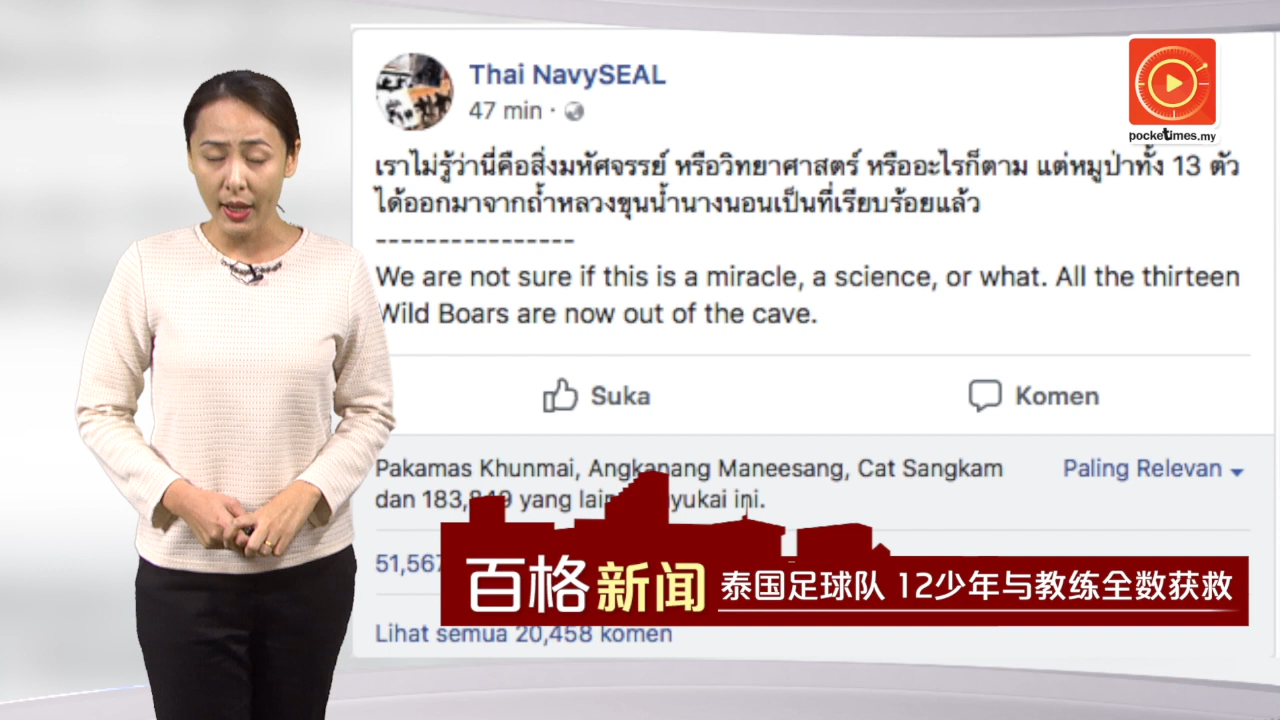 Thai NavySEAL
47 min ·
pocketimes.my
เราไม่รู้ว่านี่คือสิ่งมหัศจรรย์ หรือวิทยาศาสตร์ หรืออะไรก็ตาม แต่หมูป่าทั้ง 13 ตัว
ได้ออกมาจากถ้ำหลวงขุนน้ำนางนอนเป็นที่เรียบร้อยแล้ว
----------------
We are not sure if this is a miracle, a science, or what. All the thirteen
Wild Boars are now out of the cave.
Suka
Komen
Pakamas Khunmai, Angkanang Maneesang, Cat Sangkam
Paling Relevan
dan yang ini.
51,567
百格新闻
泰国足球队 12少年与教练全数获救
Lihat semua 20,458 komen